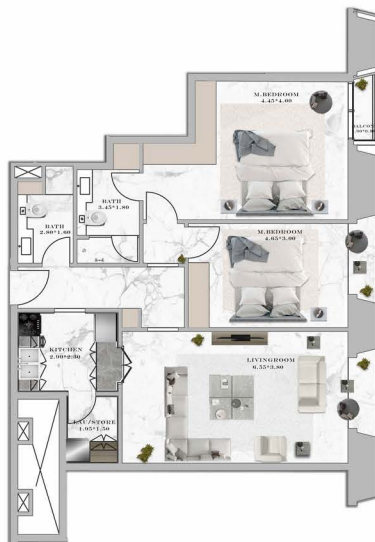 M.BEDROOM
4.45*4.00
BATH
3.45*1.80
BATH
2.80*1.60
M.BEDROOM
4.65*3.00
KITCHEN
2.90*2.30
LIVINGROOM
6.55*3.80
LAU/STORE
1.95*1.50